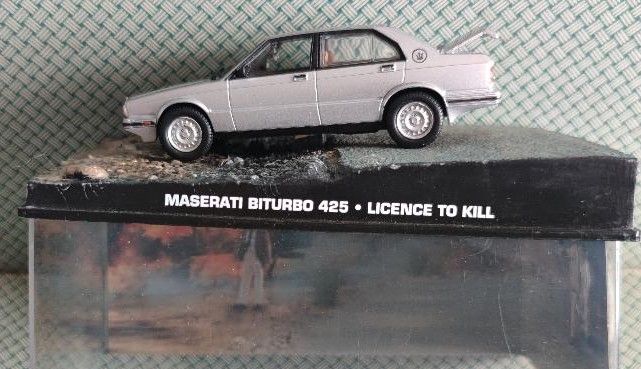 MASERATI BITURBO 425 • LICENCE TO KILL